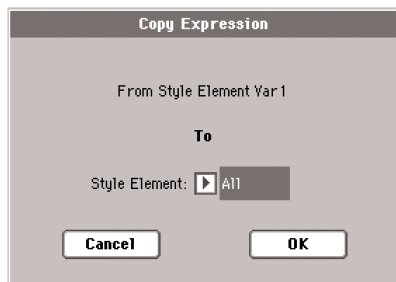 Copy Expression
From Style Element Var1
To
Style Element: All
Cancel OK